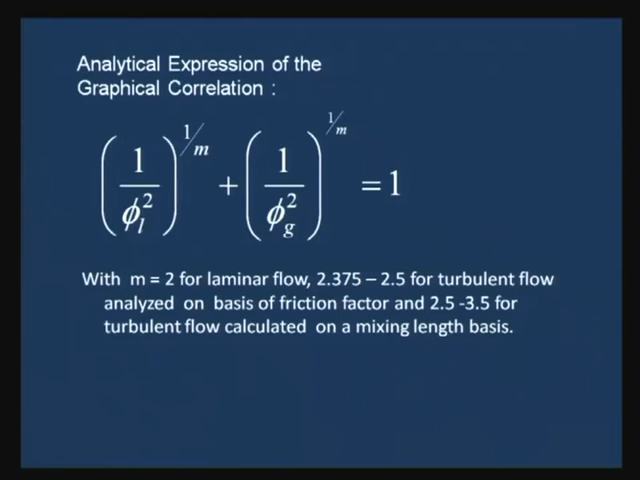 Analytical Expression of the
Graphical Correlation :
(1/ϕ_l^2)^{1/m} + (1/ϕ_g^2)^{1/m} = 1
With m = 2 for laminar flow, 2.375 – 2.5 for turbulent flow
analyzed on basis of friction factor and 2.5 -3.5 for
turbulent flow calculated on a mixing length basis.